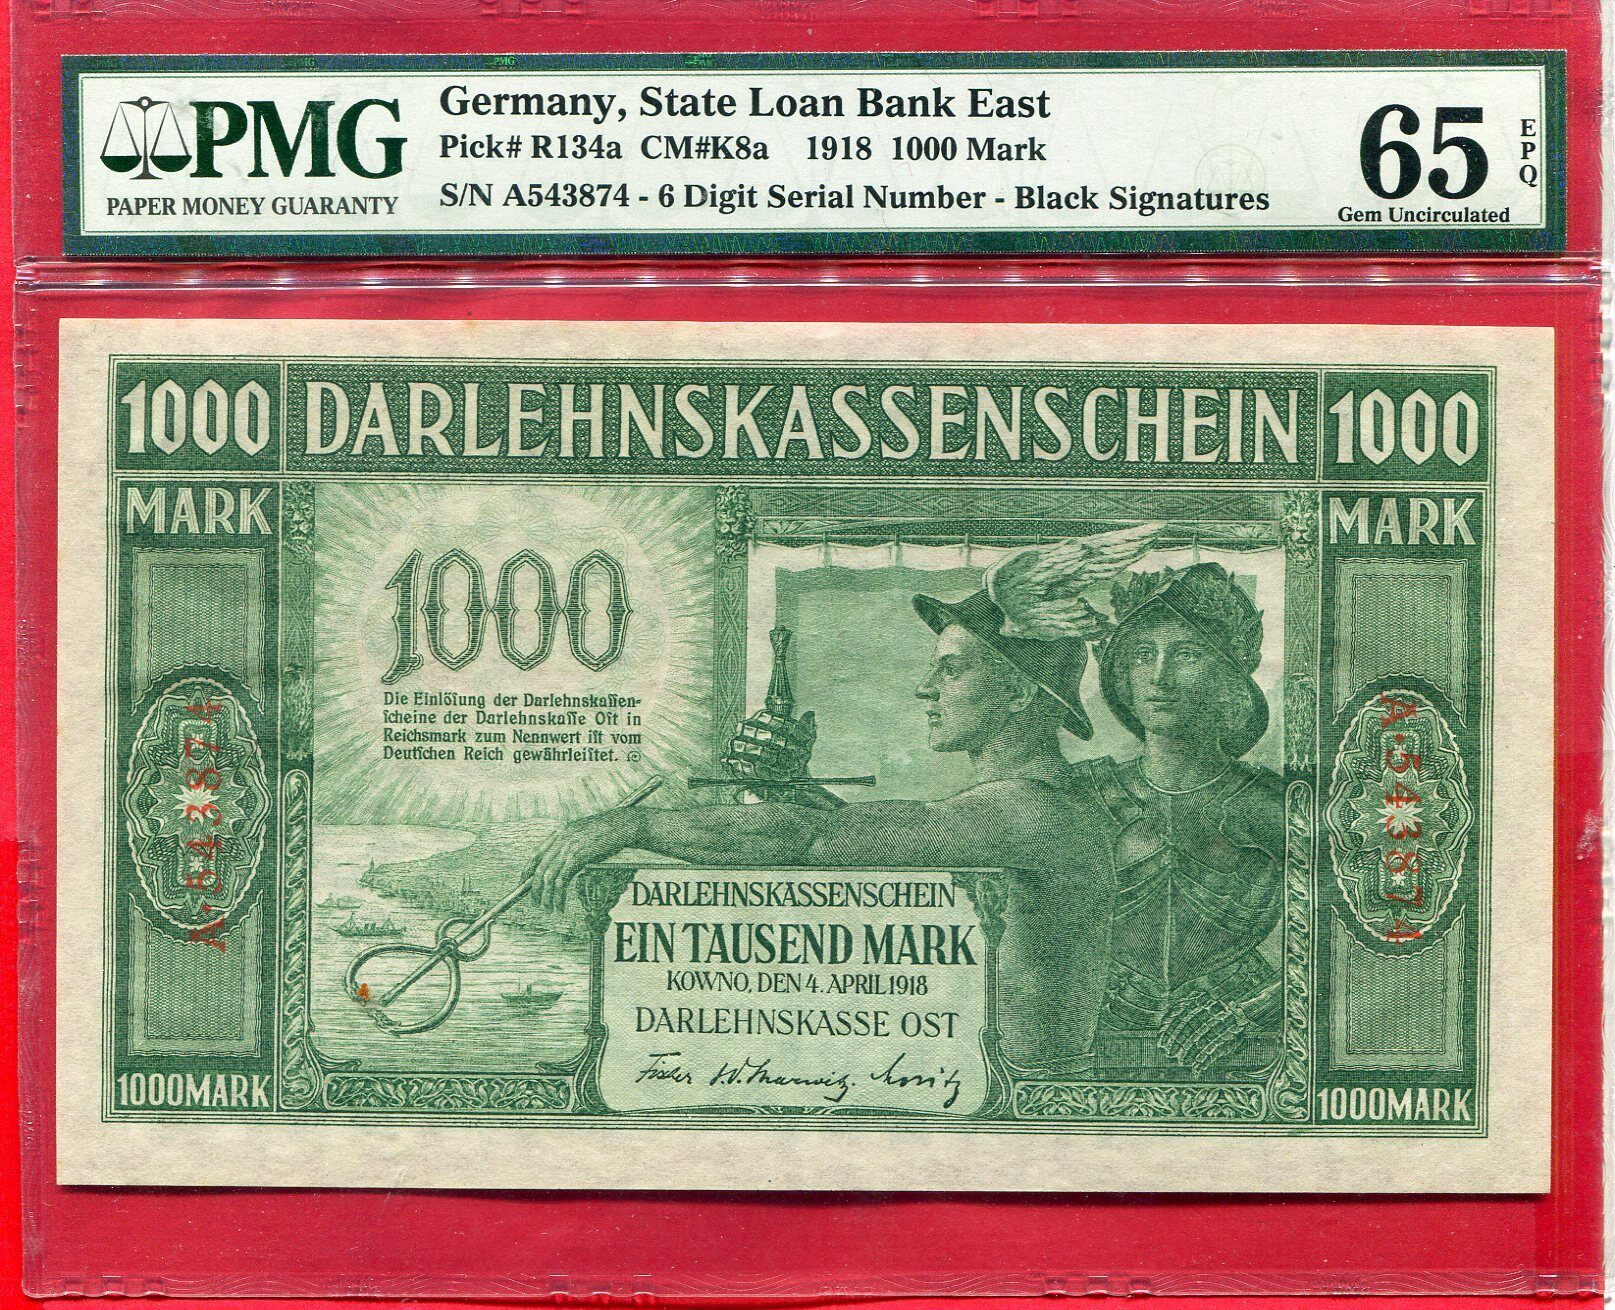 PMG
PAPER MONEY GUARANTY
Germany, State Loan Bank East
Pick# R134a CM#K8a 1918 1000 Mark
S/N A543874 - 6 Digit Serial Number - Black Signatures
65
EPQ
Gem Uncirculated
1000 DARLEHNSKASSENSCHEIN 1000
MARK MARK
1000
Die Einlöſung der Darlehnskaſſen-
ſcheine der Darlehnskaſſe Oſt in
Reichsmark zum Nennwert iſt vom
Deutſchen Reich gewährleiſtet.
A·543874
A·543874
DARLEHNSKASSENSCHEIN
EIN TAUSEND MARK
KOWNO, DEN 4. APRIL 1918
DARLEHNSKASSE OST
Fischer
1000MARK 1000MARK